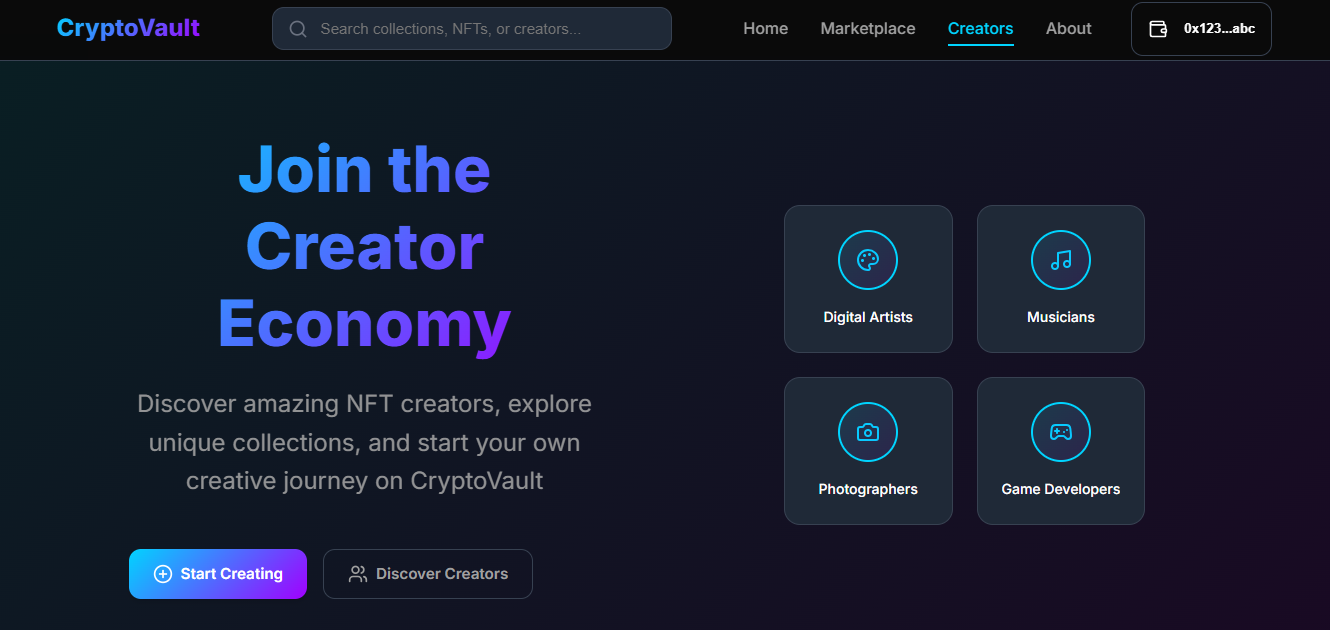 CryptoVault
Search collections, NFTs, or creators...
Home
Marketplace
Creators
About
0x123...abc
Join the
Creator
Economy
Discover amazing NFT creators, explore
unique collections, and start your own
creative journey on CryptoVault
Start Creating
Discover Creators
Digital Artists
Musicians
Photographers
Game Developers